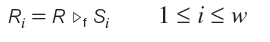 R_i = R ▹_f S_i    1 ≤ i ≤ w